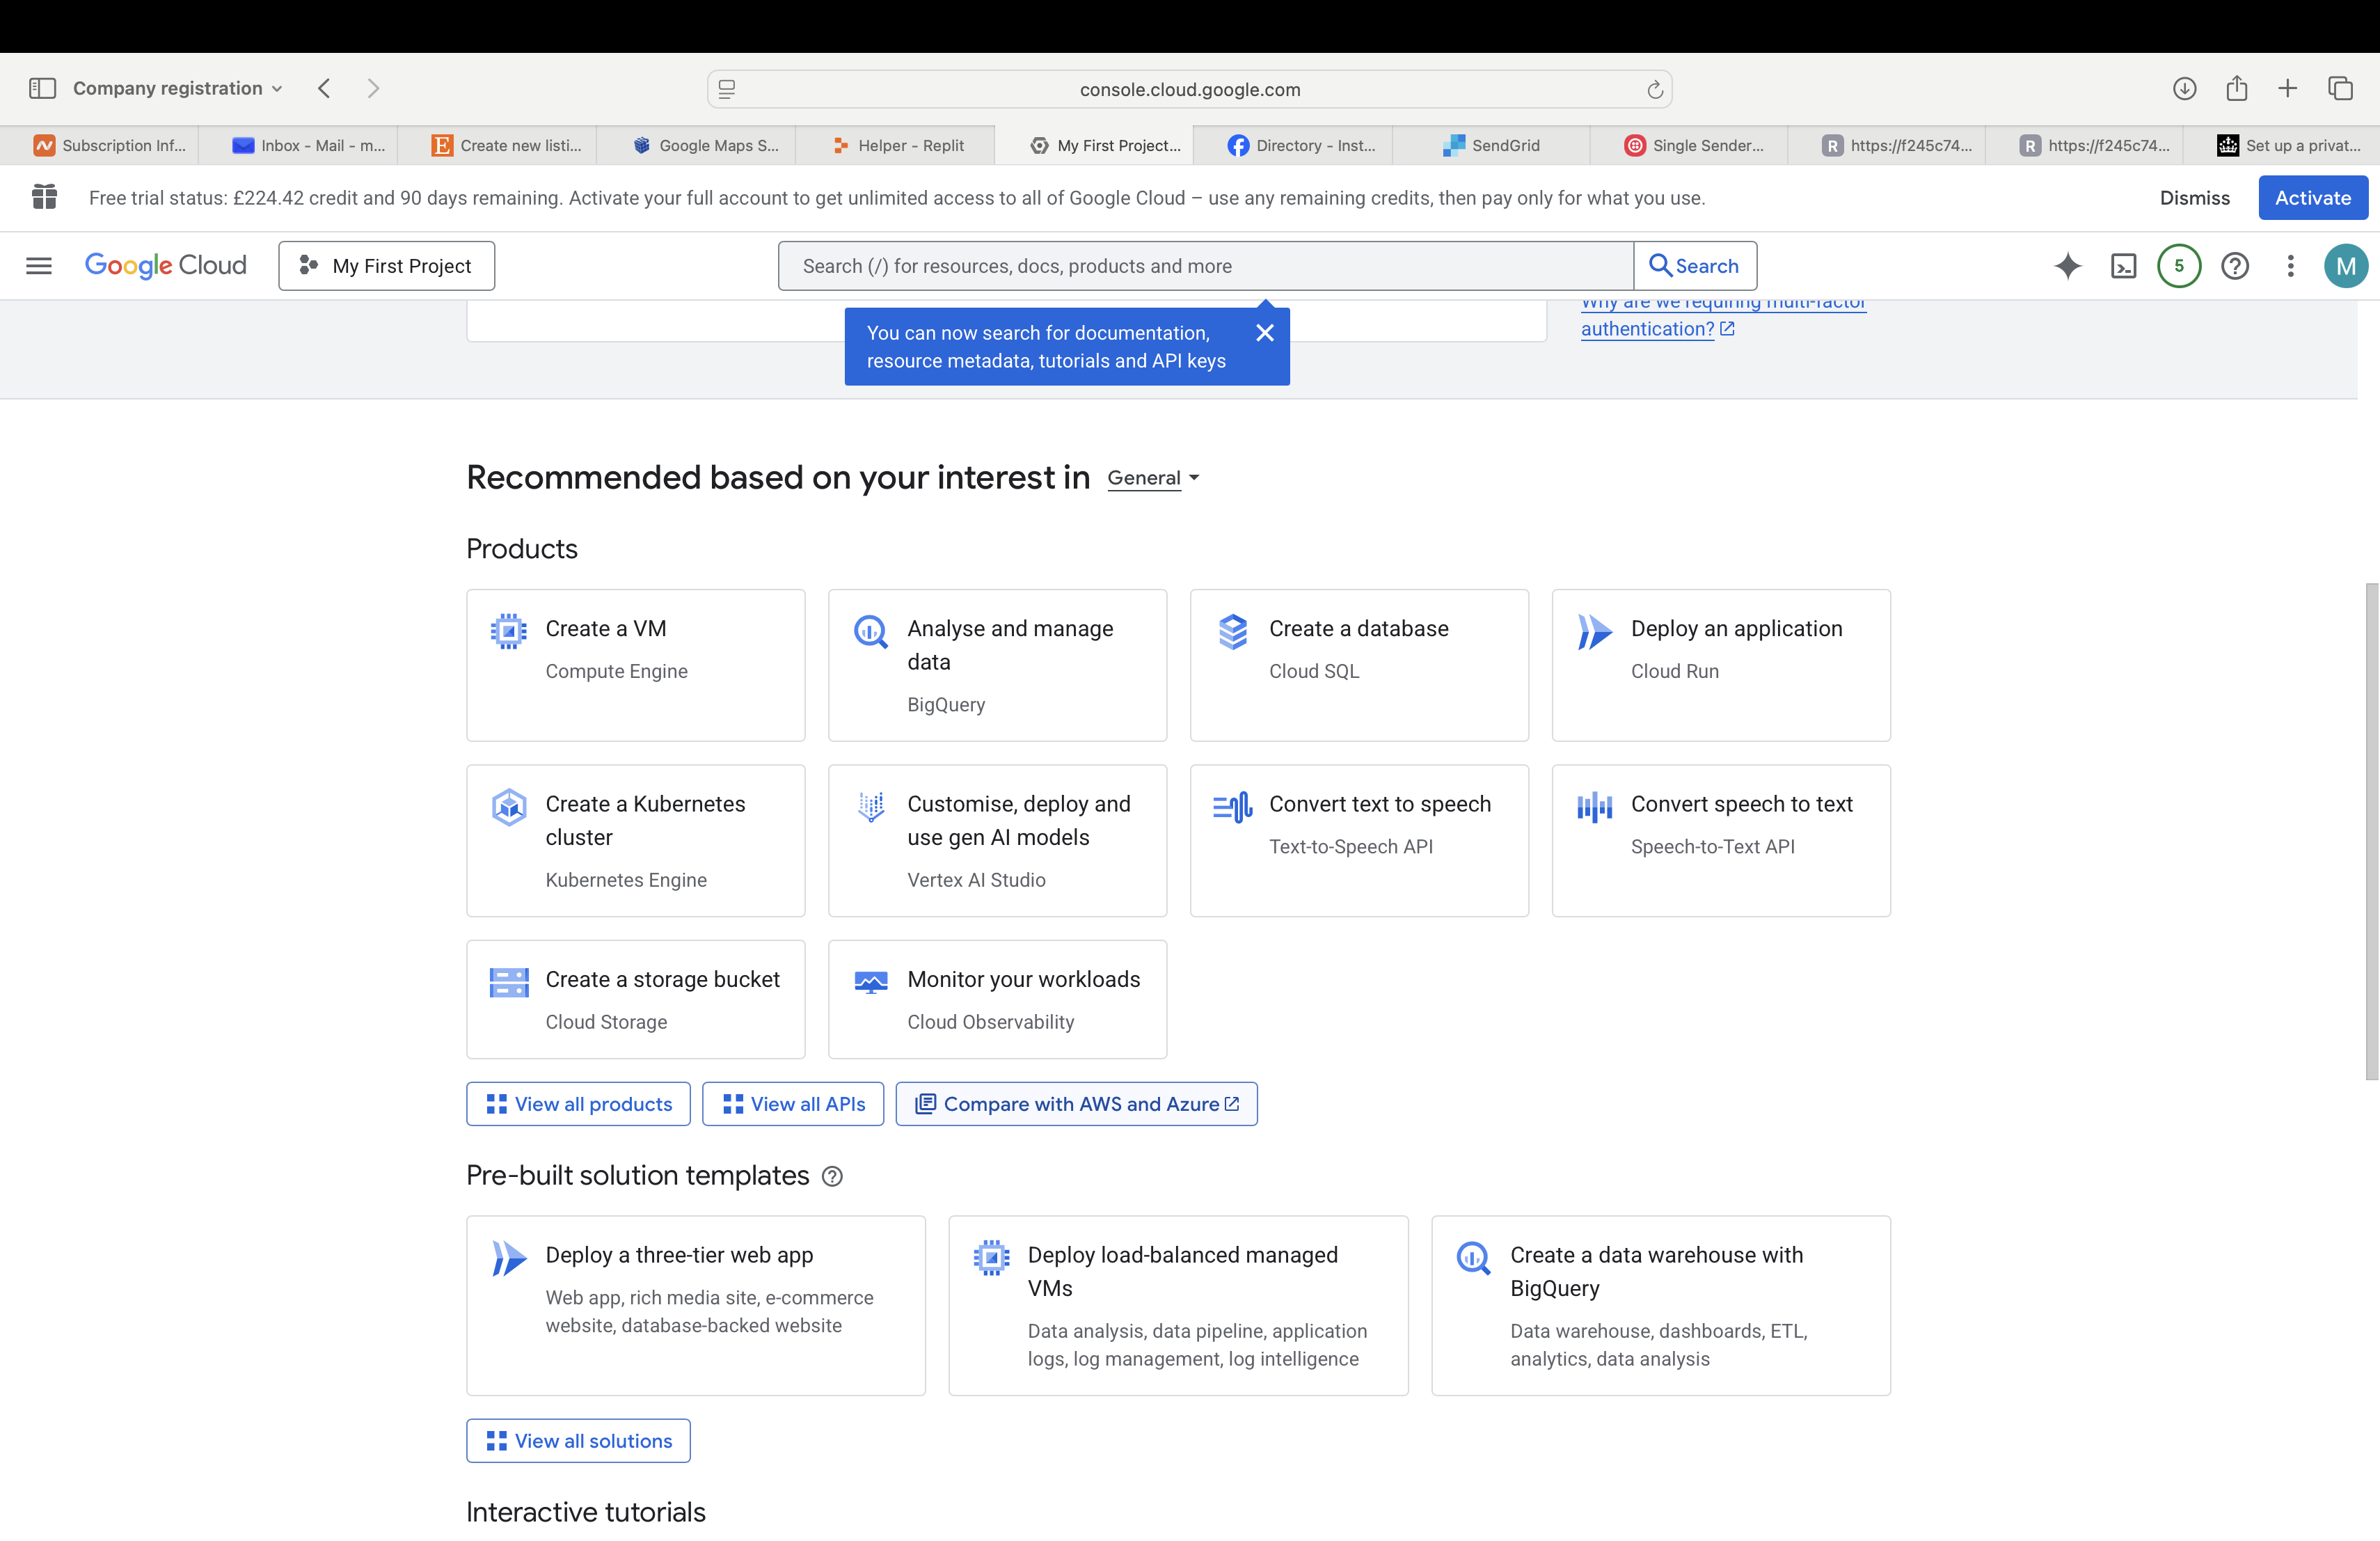 Company registration
console.cloud.google.com
Subscription Inf...
Inbox - Mail - m...
Create new listi...
Google Maps S...
Helper - Replit
My First Project...
Directory - Inst...
SendGrid
Single Sender...
R https://f245c74...
R https://f245c74...
Set up a privat...
Free trial status: £224.42 credit and 90 days remaining. Activate your full account to get unlimited access to all of Google Cloud – use any remaining credits, then pay only for what you use.
Dismiss
Activate
Google Cloud
My First Project
Search (/) for resources, docs, products and more
Search
5
M
Why are we requiring multi-factor
authentication?
You can now search for documentation,
resource metadata, tutorials and API keys
Recommended based on your interest in General
Products
Create a VM
Compute Engine
Analyse and manage
data
BigQuery
Create a database
Cloud SQL
Deploy an application
Cloud Run
Create a Kubernetes
cluster
Kubernetes Engine
Customise, deploy and
use gen AI models
Vertex AI Studio
Convert text to speech
Text-to-Speech API
Convert speech to text
Speech-to-Text API
Create a storage bucket
Cloud Storage
Monitor your workloads
Cloud Observability
View all products
View all APIs
Compare with AWS and Azure
Pre-built solution templates
Deploy a three-tier web app
Web app, rich media site, e-commerce
website, database-backed website
Deploy load-balanced managed
VMs
Data analysis, data pipeline, application
logs, log management, log intelligence
Create a data warehouse with
BigQuery
Data warehouse, dashboards, ETL,
analytics, data analysis
View all solutions
Interactive tutorials